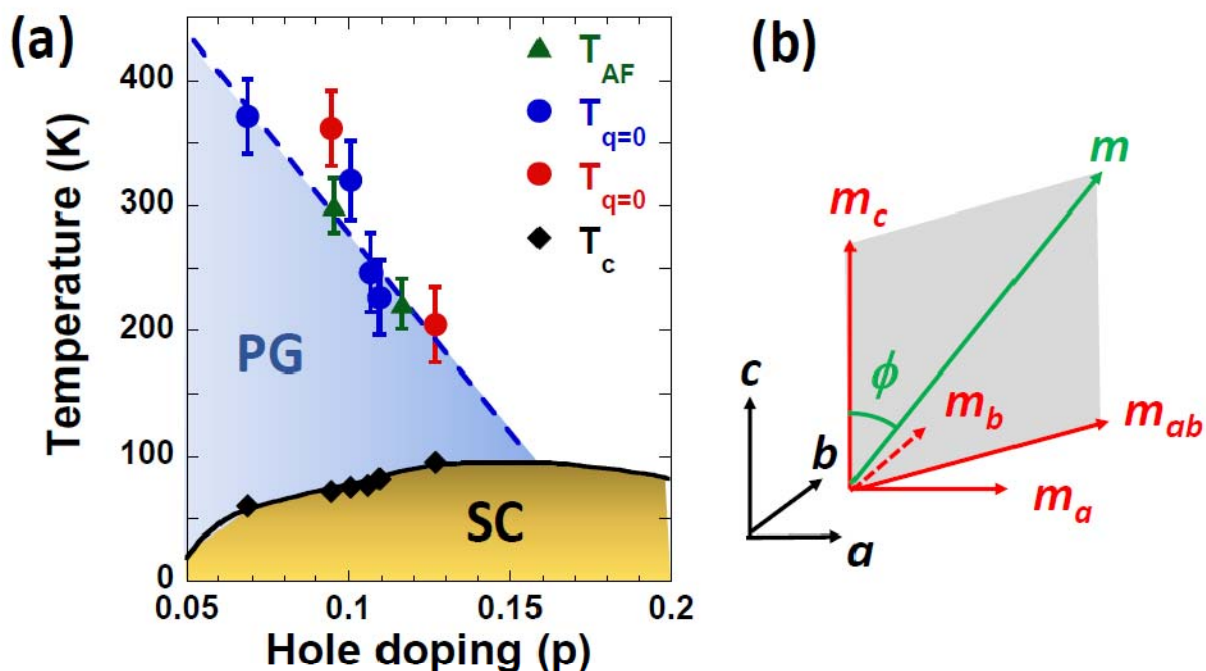 (a)
Temperature (K)
400
300
200
100
0
0.05
0.1
0.15
0.2
Hole doping (p)
T_AF
T_q=0
T_q=0
T_c
PG
SC
(b)
m
m_c
ϕ
m_b
m_ab
m_a
c
b
a